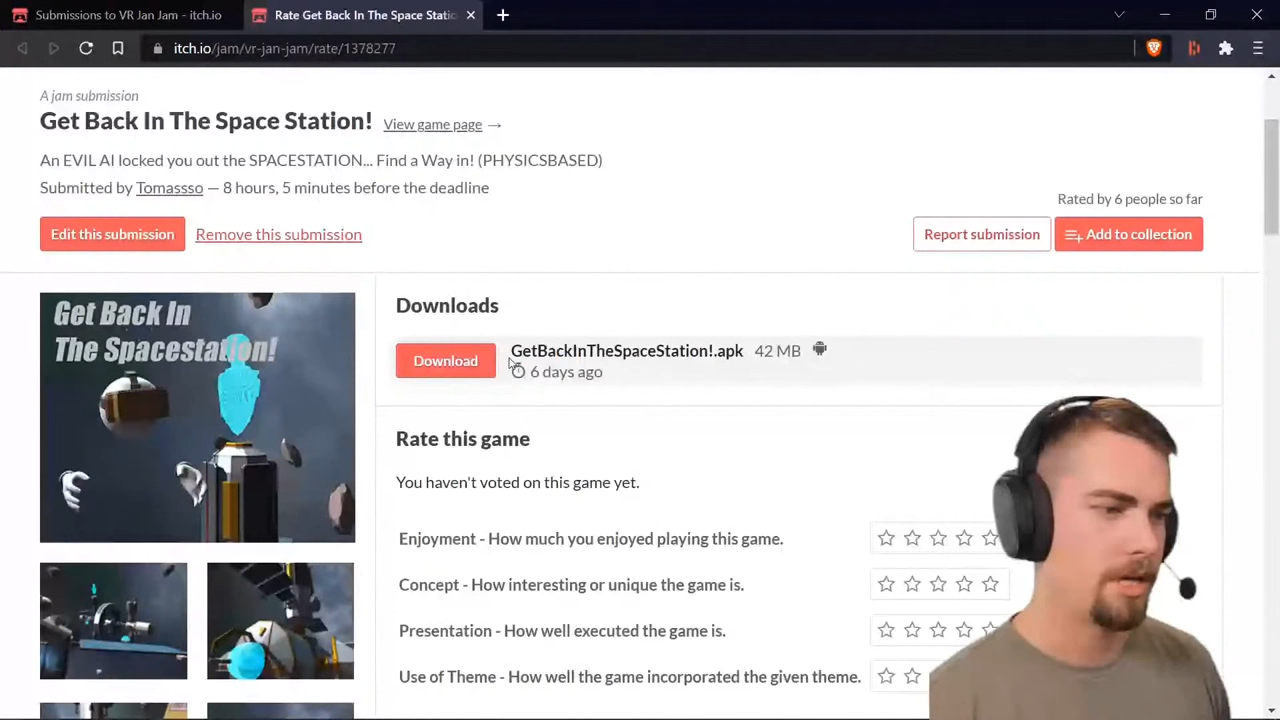 Submissions to VR Jan Jam - itch.io
Rate Get Back In The Space Statio
itch.io/jam/vr-jan-jam/rate/1378277
A jam submission
Get Back In The Space Station! View game page →
An EVIL AI locked you out the SPACESTATION... Find a Way in! (PHYSICSBASED)
Submitted by Tomassso — 8 hours, 5 minutes before the deadline
Rated by 6 people so far
Edit this submission Remove this submission
Report submission Add to collection
Get Back In
The Spacestation!
Downloads
Download GetBackInTheSpaceStation!.apk 42 MB
6 days ago
Rate this game
You haven't voted on this game yet.
Enjoyment - How much you enjoyed playing this game.
Concept - How interesting or unique the game is.
Presentation - How well executed the game is.
Use of Theme - How well the game incorporated the given theme.